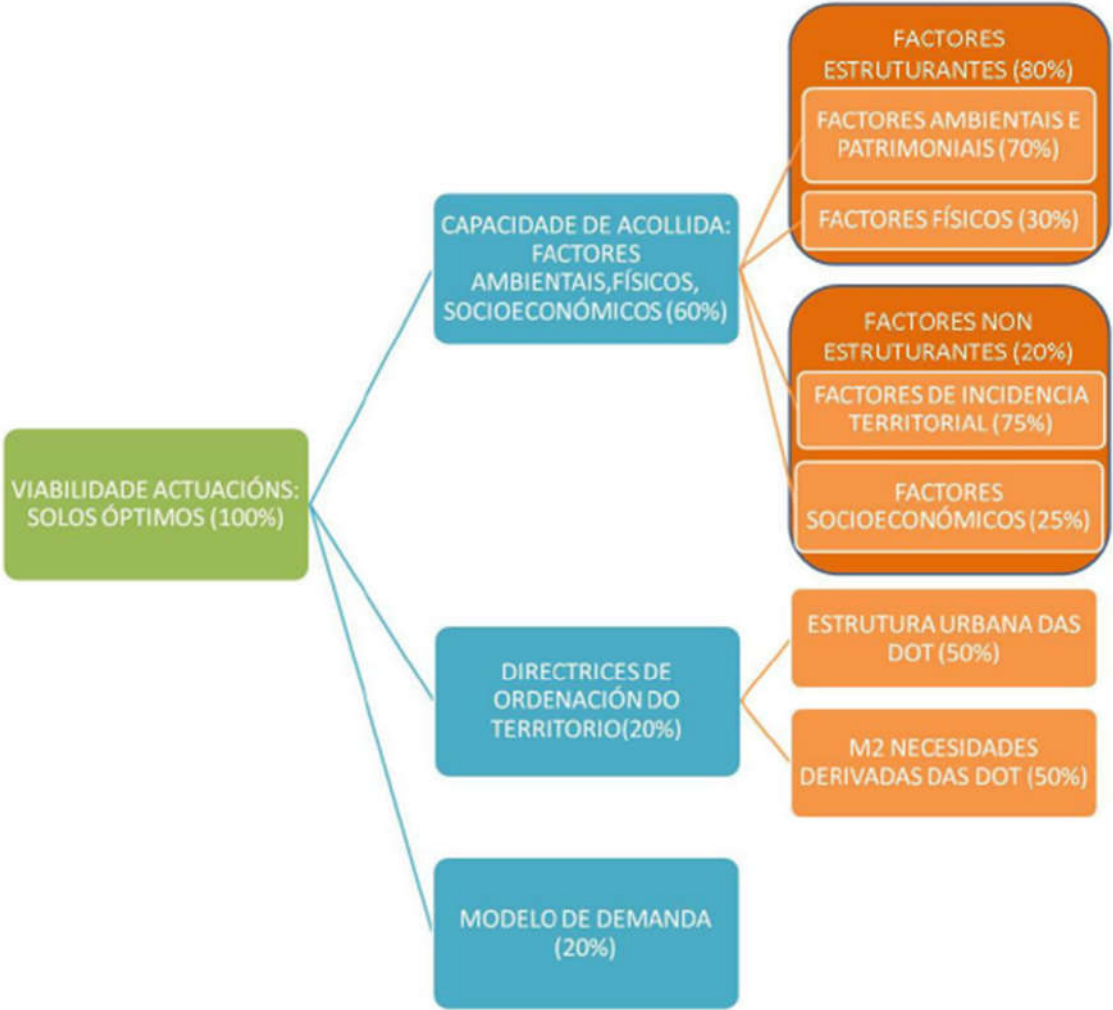 VIABILIDADE ACTUACIÓNS:
SOLOS ÓPTIMOS (100%)
CAPACIDADE DE ACOLLIDA:
FACTORES
AMBIENTAIS,FÍSICOS,
SOCIOECONÓMICOS (60%)
FACTORES
ESTRUTURANTES (80%)
FACTORES AMBIENTAIS E
PATRIMONIAIS (70%)
FACTORES FÍSICOS (30%)
FACTORES NON
ESTRUTURANTES (20%)
FACTORES DE INCIDENCIA
TERRITORIAL (75%)
FACTORES
SOCIOECONÓMICOS (25%)
DIRECTRICES DE
ORDENACIÓN DO
TERRITORIO(20%)
ESTRUTURA URBANA DAS
DOT (50%)
M2 NECESIDADES
DERIVADAS DAS DOT (50%)
MODELO DE DEMANDA
(20%)